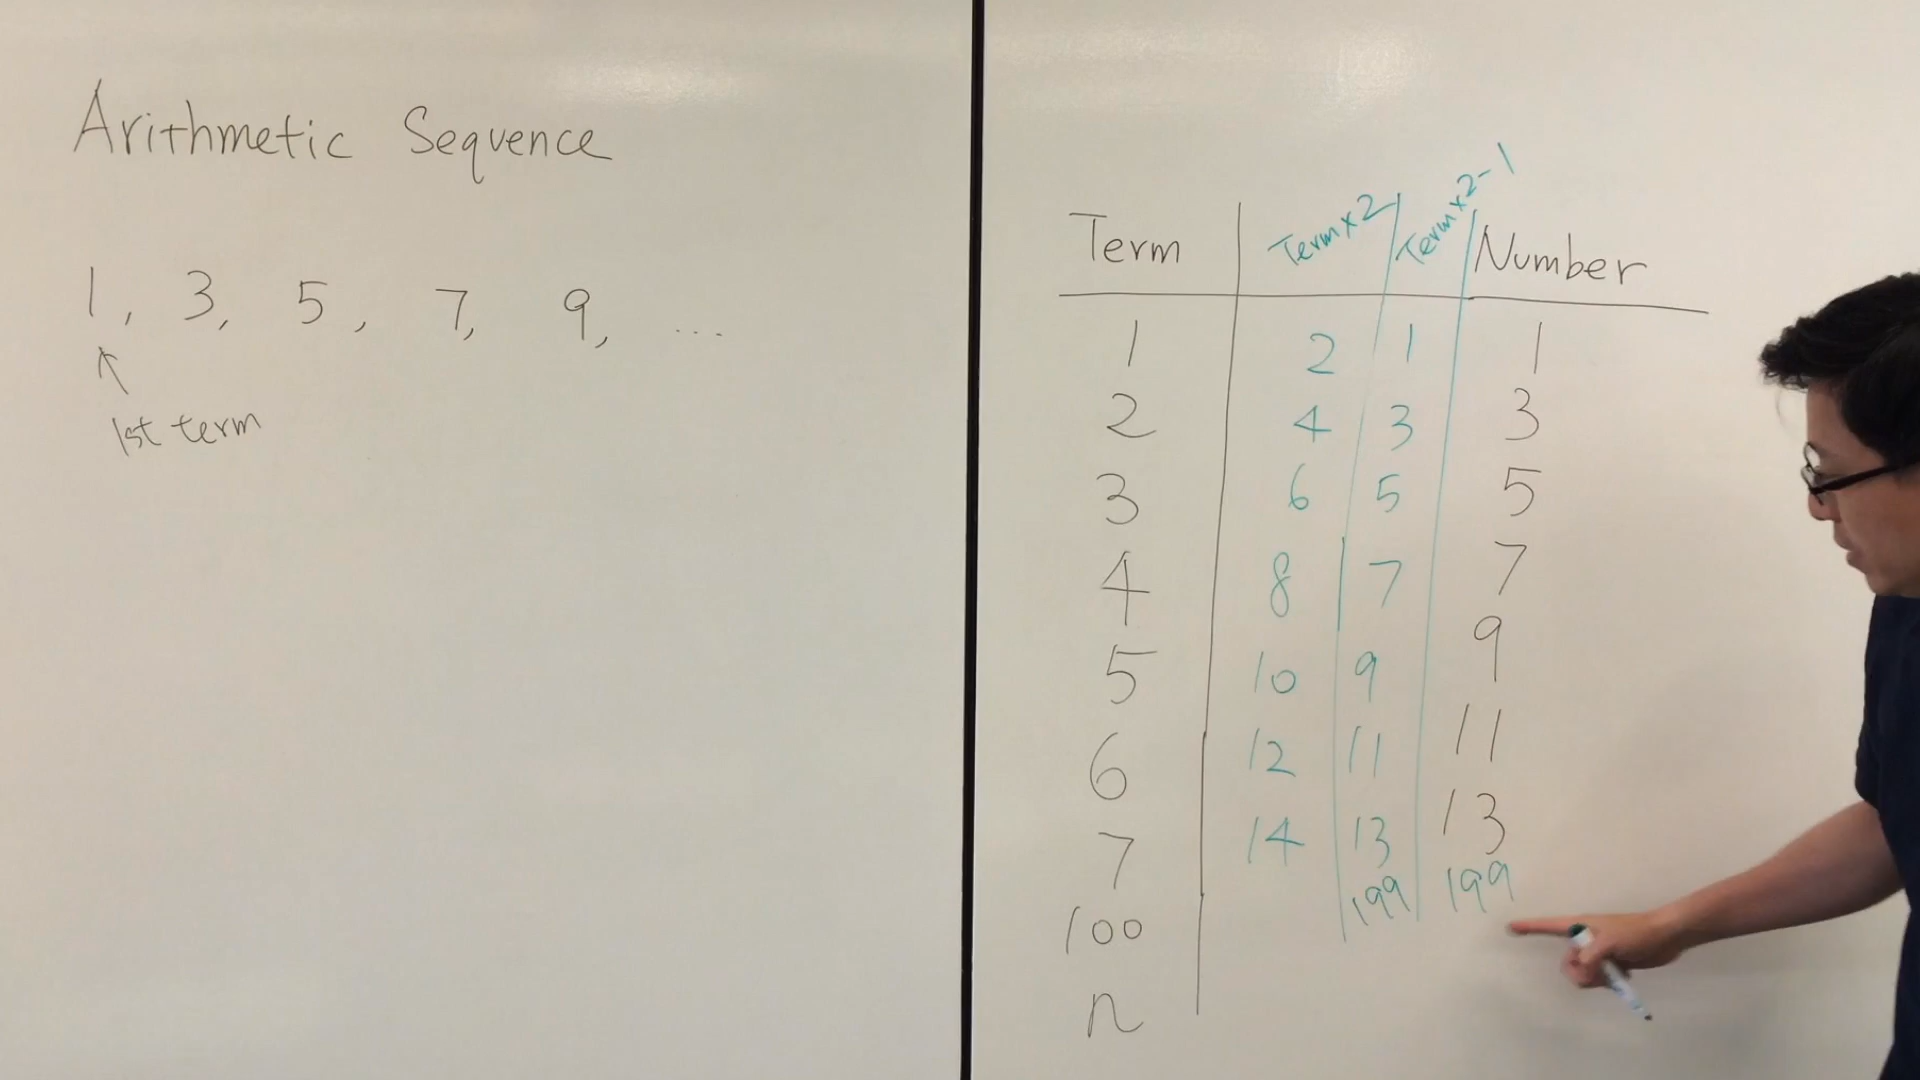 Arithmetic Sequence
1, 3, 5, 7, 9, ...
1st term
Term Term×2 Term×2-1 Number
1 2 1 1
2 4 3 3
3 6 5 5
4 8 7 7
5 10 9 9
6 12 11 11
7 14 13 13
100 199 199
n